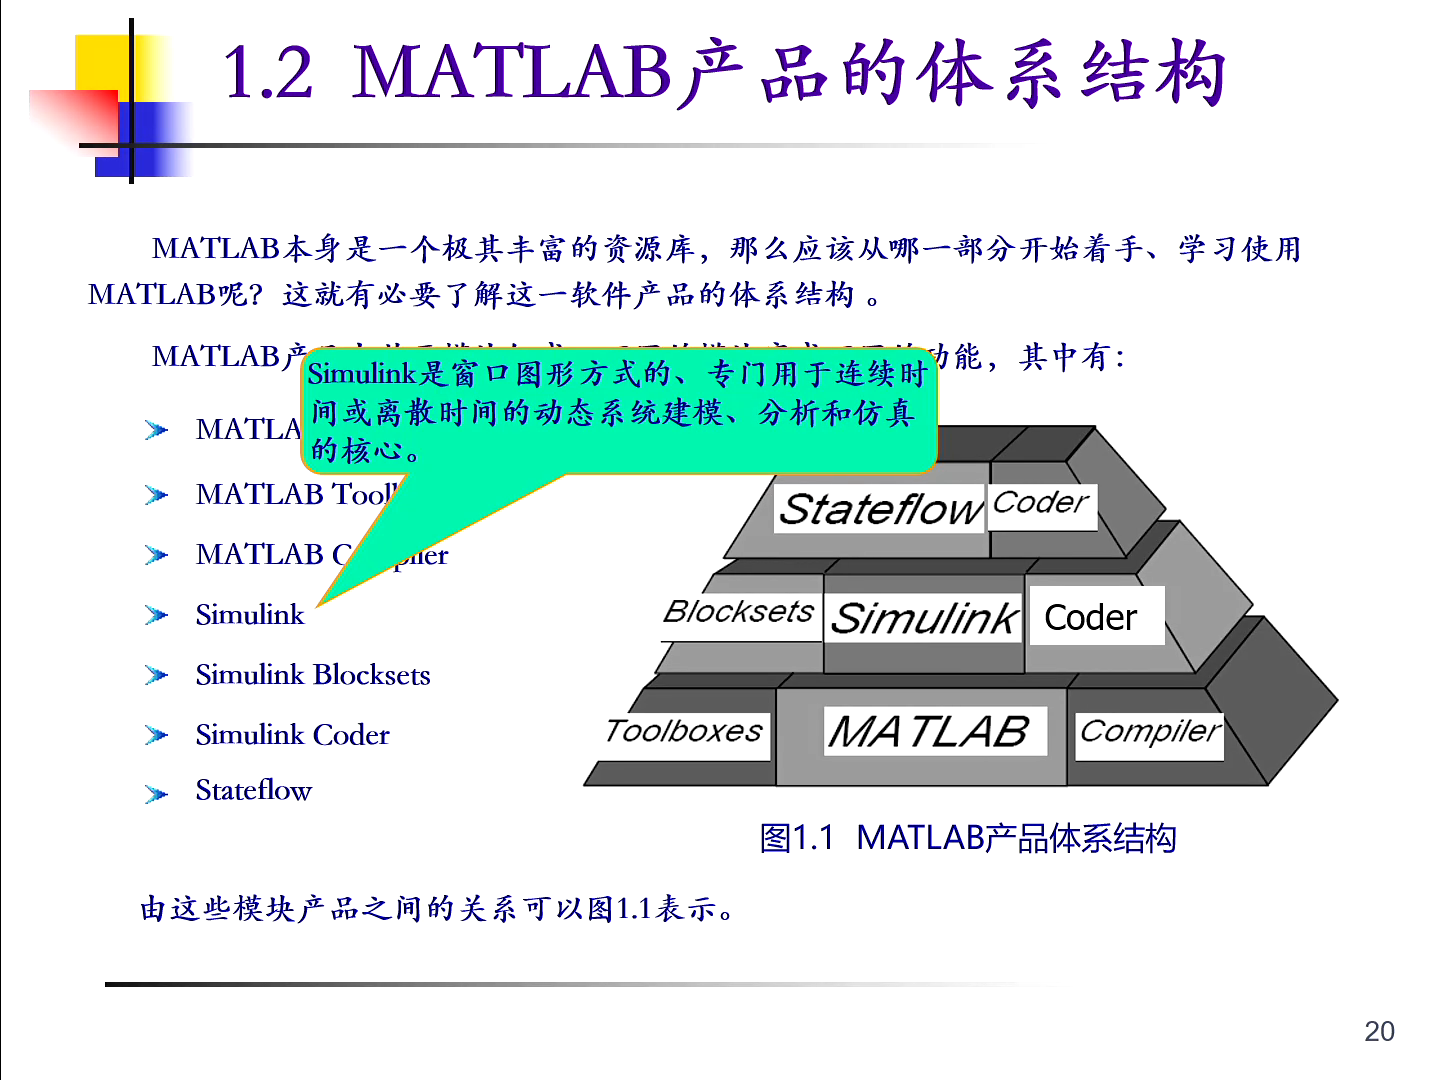 1.2 MATLAB产品的体系结构
MATLAB本身是一个极其丰富的资源库，那么应该从哪一部分开始着手、学习使用
MATLAB呢？这就有必要了解这一软件产品的体系结构 。
MATLAB产 功能，其中有：
Simulink是窗口图形方式的、专门用于连续时
间或离散时间的动态系统建模、分析和仿真
的核心。
MATLA
MATLAB Tool
MATLAB C piler
Simulink
Simulink Blocksets
Simulink Coder
Stateflow
Stateflow Coder
Blocksets Simulink Coder
Toolboxes MATLAB Compiler
图1.1 MATLAB产品体系结构
由这些模块产品之间的关系可以图1.1表示。
20